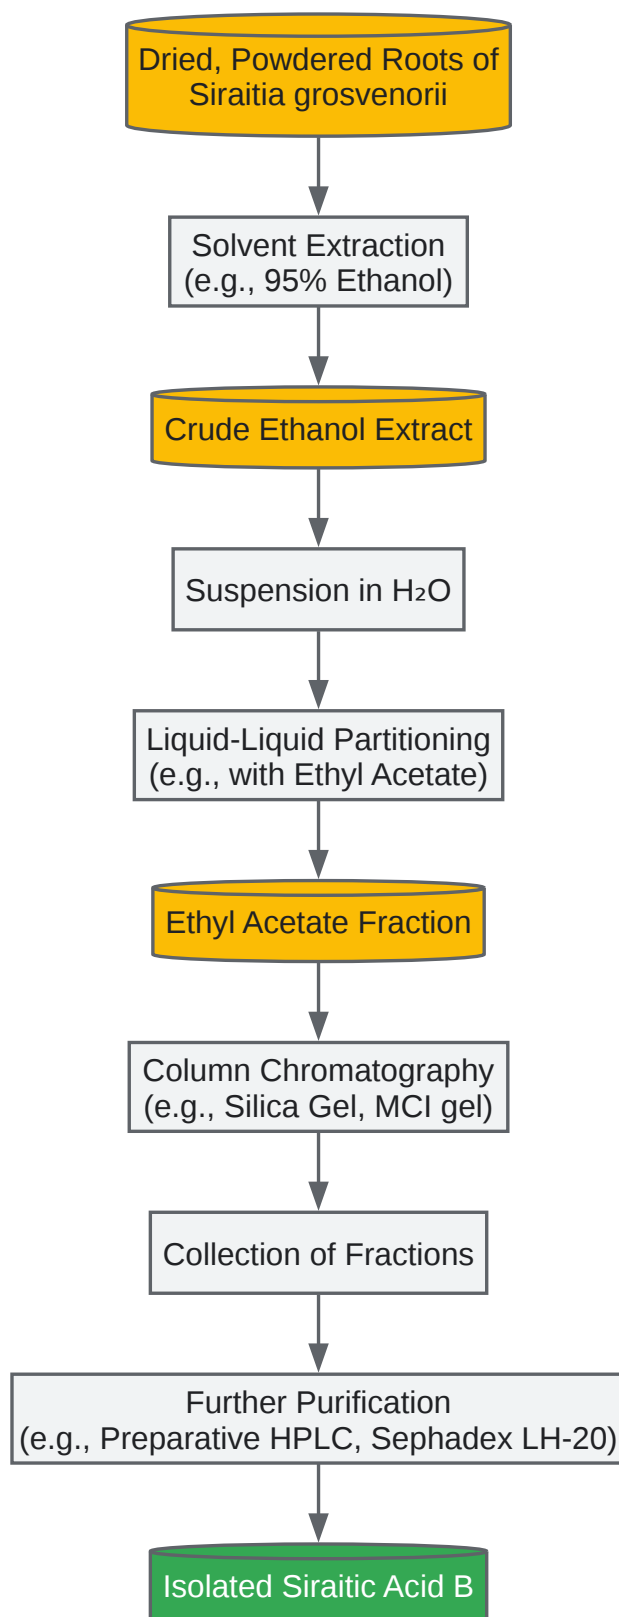 Dried, Powdered Roots of
Siraitia grosvenorii
Solvent Extraction
(e.g., 95% Ethanol)
Crude Ethanol Extract
Suspension in H₂O
Liquid-Liquid Partitioning
(e.g., with Ethyl Acetate)
Ethyl Acetate Fraction
Column Chromatography
(e.g., Silica Gel, MCI gel)
Collection of Fractions
Further Purification
(e.g., Preparative HPLC, Sephadex LH-20)
Isolated Siraitic Acid B